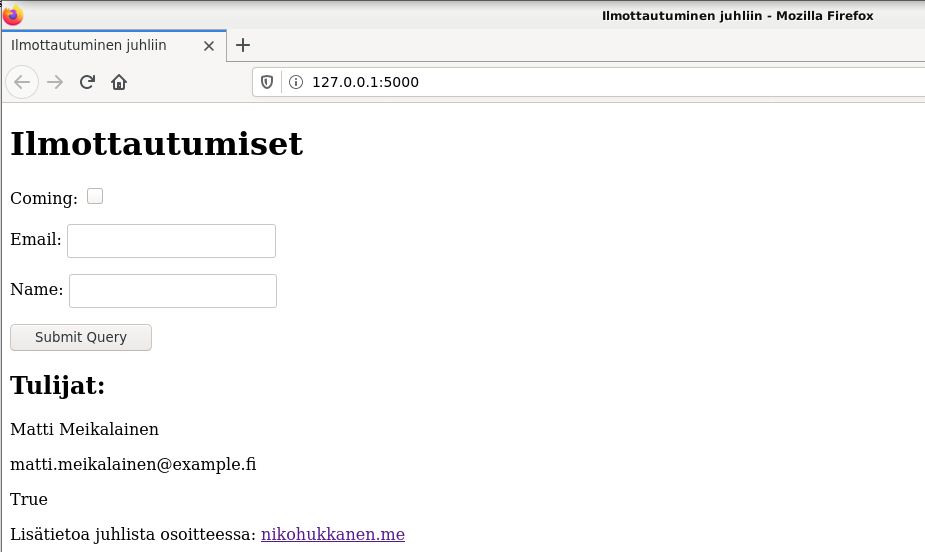 Ilmottautuminen juhliin - Mozilla Firefox
Ilmottautuminen juhliin
127.0.0.1:5000
Ilmottautumiset
Coming:
Email:
Name:
Submit Query
Tulijat:
Matti Meikalainen
matti.meikalainen@example.fi
True
Lisätietoa juhlista osoitteessa: nikohukkanen.me